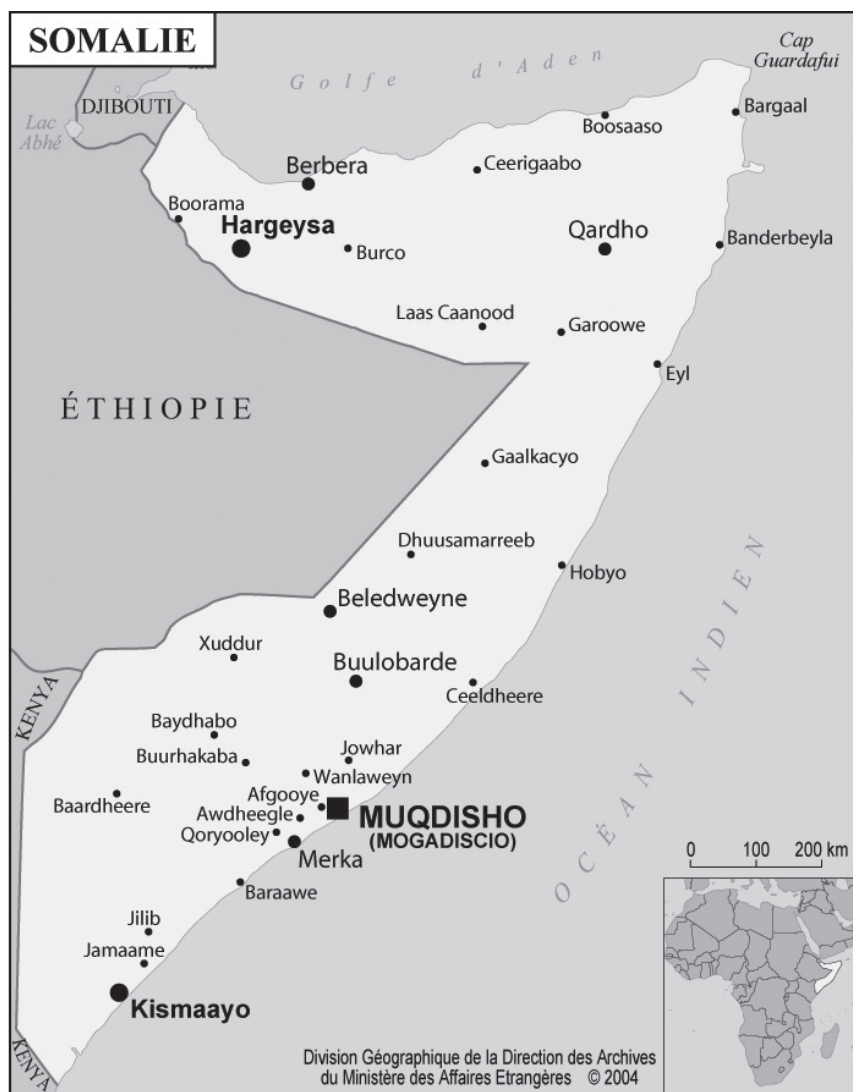 SOMALIE
Golfe d'Aden
Cap
Guardafui
DJIBOUTI
Lac
Abhé
Bargaal
Boosaaso
Ceerigaabo
Berbera
Boorama
Hargeysa
Burco
Qardho
Banderbeyla
Laas Caanood
Garoowe
Eyl
ÉTHIOPIE
Gaalkacyo
Dhuusamarreeb
Hobyo
Beledweyne
Xuddur
Buulobarde
Ceeldheere
KENYA
OCÉAN INDIEN
Baydhabo
Buurhakaba
Jowhar
Wanlaweyn
Baardheere
Afgooye
Awdheegle
Qoryooley
MUQDISHO
(MOGADISCIO)
Merka
Baraawe
0 100 200 km
Jilib
Jamaame
Kismaayo
KENYA
Division Géographique de la Direction des Archives
du Ministère des Affaires Etrangères © 2004